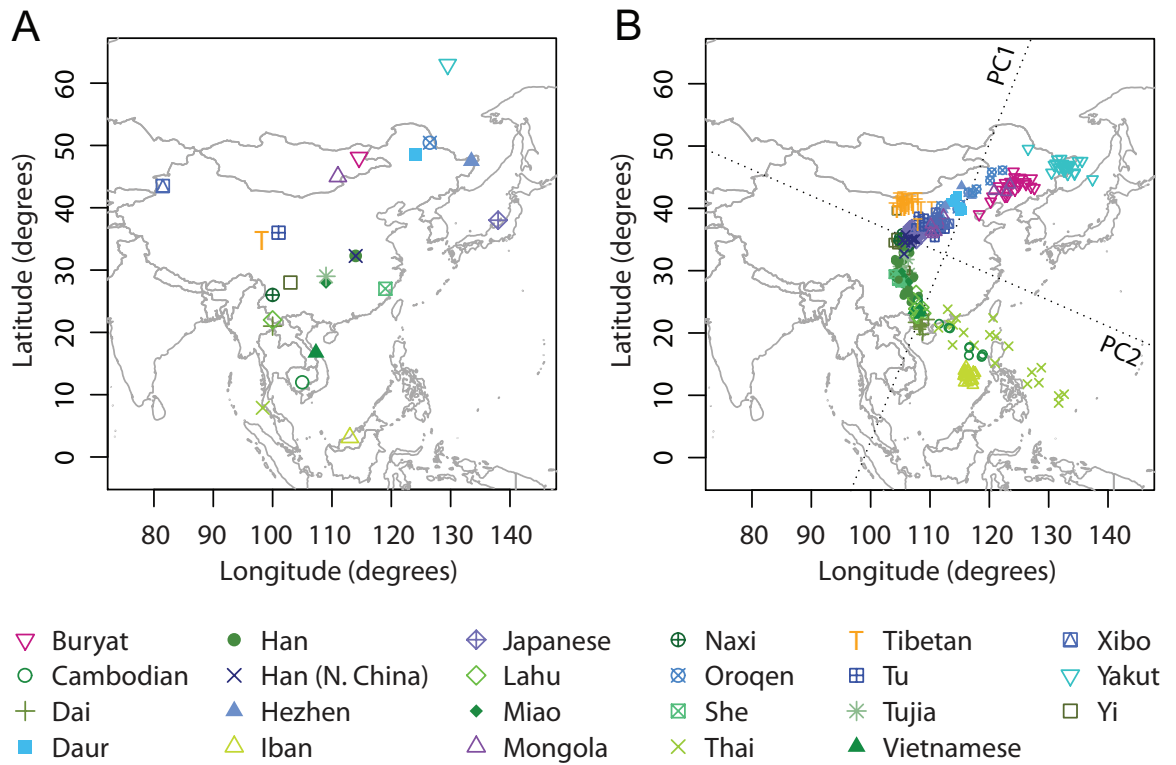 A
B
60
50
40
30
20
10
0
Latitude (degrees)
80 90 100 110 120 130 140
Longitude (degrees)
PC1
PC2
60
50
40
30
20
10
0
Latitude (degrees)
80 90 100 110 120 130 140
Longitude (degrees)
Buryat Han Japanese Naxi Tibetan Xibo
Cambodian Han (N. China) Lahu Oroqen Tu Yakut
Dai Hezhen Miao She Tujia Yi
Daur Iban Mongola Thai Vietnamese